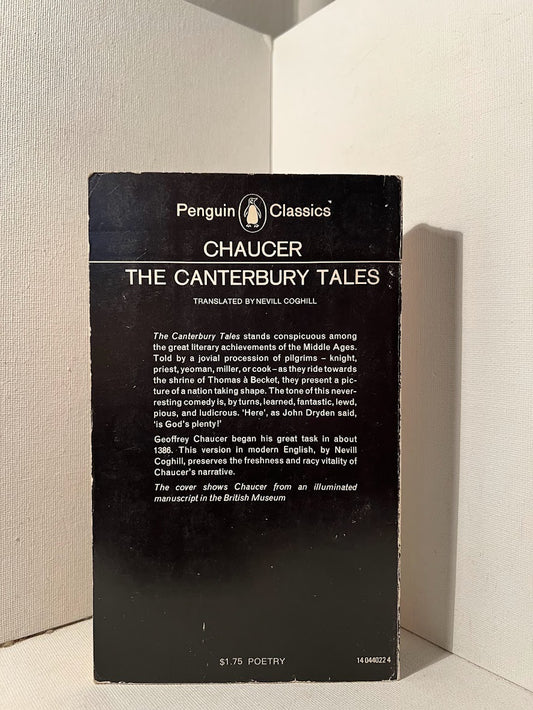 Penguin Classics
CHAUCER
THE CANTERBURY TALES
TRANSLATED BY NEVILL COGHILL
The Canterbury Tales stands conspicuous among
the great literary achievements of the Middle Ages.
Told by a jovial procession of pilgrims – knight,
priest, yeoman, miller, or cook – as they ride towards
the shrine of Thomas à Becket, they present a pic-
ture of a nation taking shape. The tone of this never-
resting comedy is, by turns, learned, fantastic, lewd,
pious, and ludicrous. 'Here', as John Dryden said,
'is God's plenty!'
Geoffrey Chaucer began his great task in about
1386. This version in modern English, by Nevill
Coghill, preserves the freshness and racy vitality of
Chaucer's narrative.
The cover shows Chaucer from an illuminated
manuscript in the British Museum
$1.75 POETRY
14 044022 4